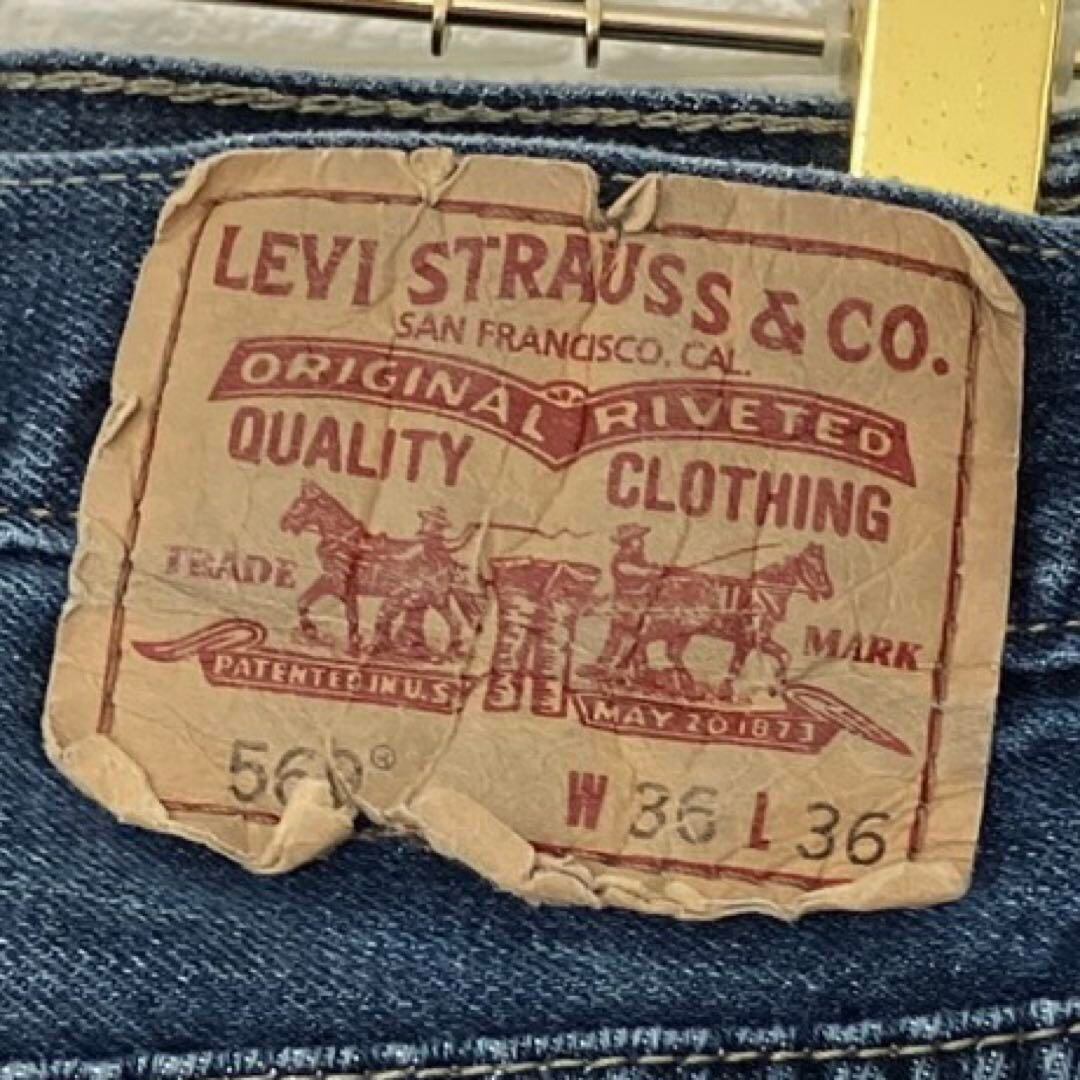 LEVI STRAUSS & CO.
SAN FRANCISCO, CAL.
ORIGINAL RIVETED
QUALITY CLOTHING
TRADE MARK
PATENTED IN U.S. MAY 20 1873
W 36 L 36